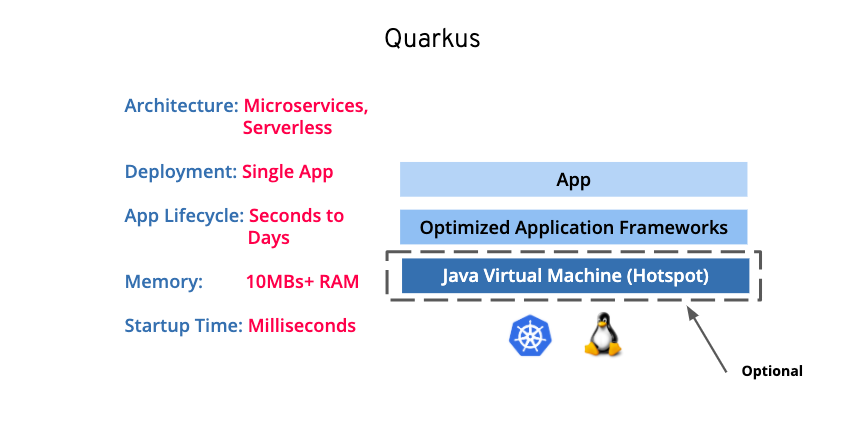 Quarkus
Architecture: Microservices,
Serverless
Deployment: Single App
App Lifecycle: Seconds to
Days
Memory: 10MBs+ RAM
Startup Time: Milliseconds
App
Optimized Application Frameworks
Java Virtual Machine (Hotspot)
Optional